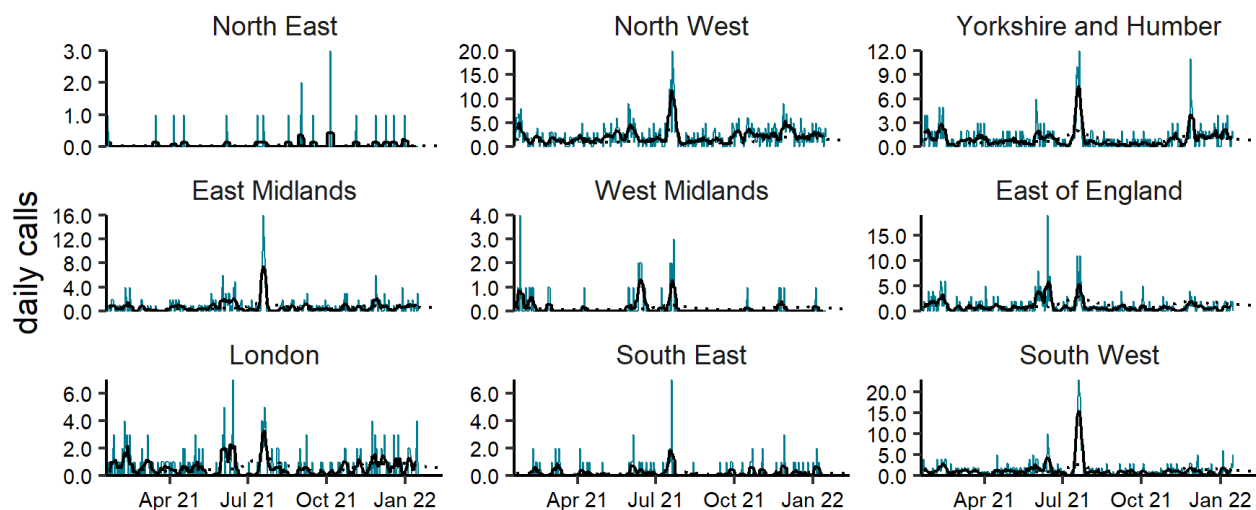 North East North West Yorkshire and Humber
3.0 20.0 12.0
2.0 15.0 9.0
1.0 10.0 6.0
0.0 5.0 3.0
0.0 0.0
East Midlands West Midlands East of England
daily calls
16.0 4.0 15.0
12.0 3.0 10.0
8.0 2.0 5.0
4.0 1.0 0.0
0.0 0.0
London South East South West
6.0 6.0 20.0
4.0 4.0 15.0
2.0 2.0 10.0
0.0 0.0 5.0
0.0
Apr 21 Jul 21 Oct 21 Jan 22 Apr 21 Jul 21 Oct 21 Jan 22 Apr 21 Jul 21 Oct 21 Jan 22